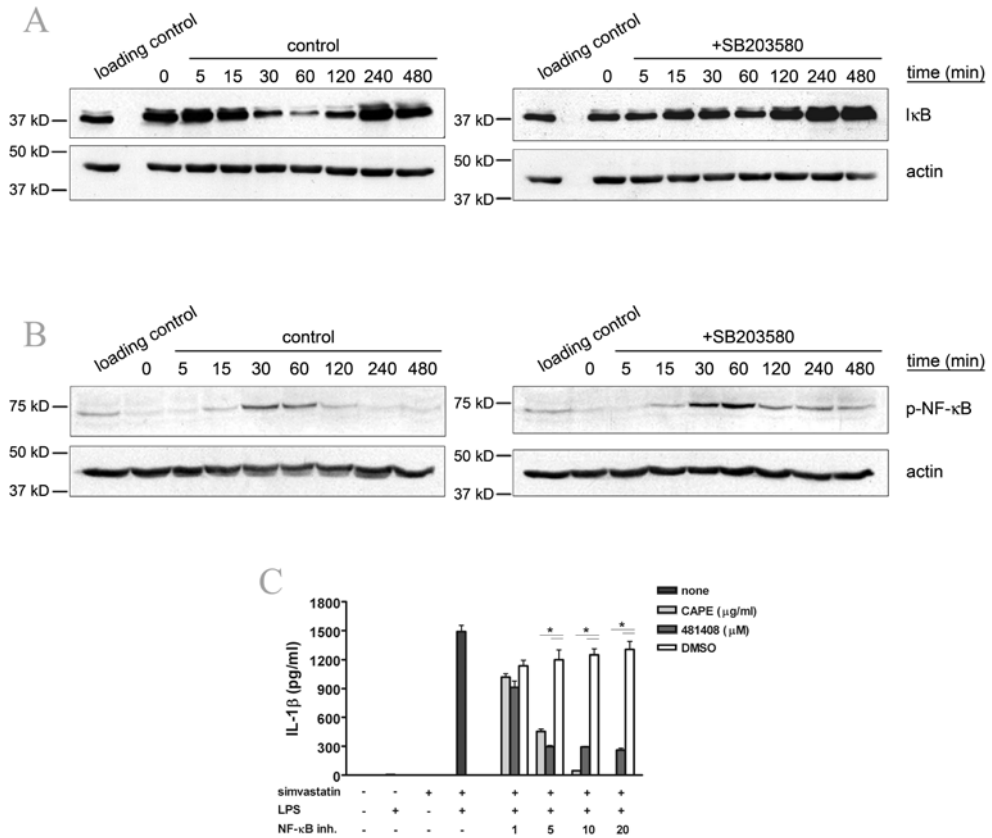 A
loading control
control
0 5 15 30 60 120 240 480
37 kD
50 kD
37 kD
loading control
+SB203580
0 5 15 30 60 120 240 480
time (min)
37 kD
IκB
50 kD
actin
37 kD
B
loading control
control
0 5 15 30 60 120 240 480
75 kD
50 kD
37 kD
loading control
+SB203580
0 5 15 30 60 120 240 480
time (min)
75 kD
p-NF-κB
50 kD
actin
37 kD
C
none
CAPE (µg/ml)
481408 (µM)
DMSO
IL-1β (pg/ml)
1800
1500
1200
900
600
300
0
* * *
simvastatin - - + + + + + +
LPS - + - + + + + +
NF-κB inh. - - - - 1 5 10 20